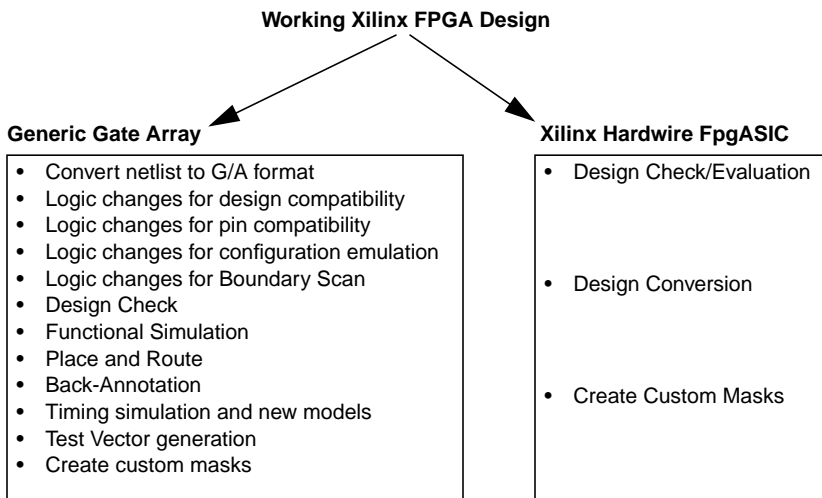 Working Xilinx FPGA Design
Generic Gate Array
• Convert netlist to G/A format
• Logic changes for design compatibility
• Logic changes for pin compatibility
• Logic changes for configuration emulation
• Logic changes for Boundary Scan
• Design Check
• Functional Simulation
• Place and Route
• Back-Annotation
• Timing simulation and new models
• Test Vector generation
• Create custom masks
Xilinx Hardwire FpgASIC
• Design Check/Evaluation
• Design Conversion
• Create Custom Masks